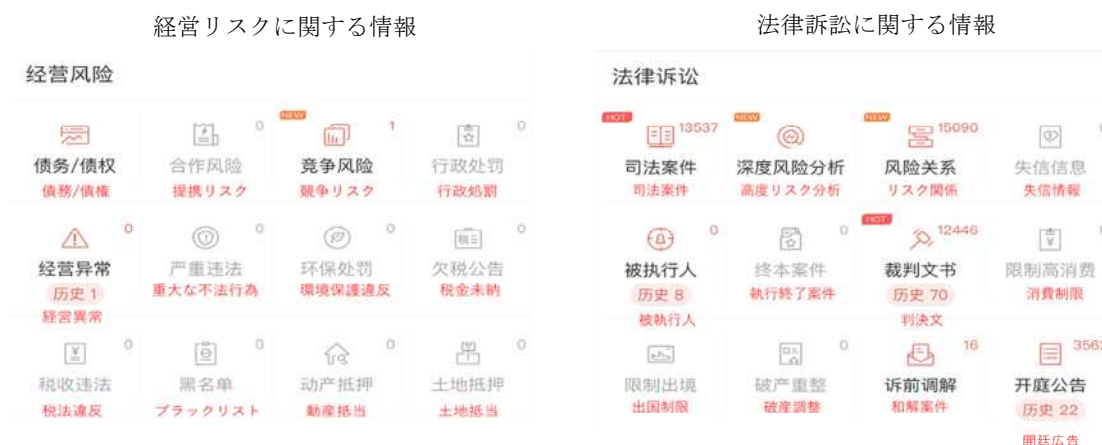 経営リスクに関する情報
经营风险
0
NEW
1
0
债务/债权
合作风险
竞争风险
行政处罚
債務/債権
提携リスク
競争リスク
行政処罰
0
0
0
0
经营异常
严重违法
环保处罚
欠税公告
历史 1
重大な不法行為
環境保護違反
税金未納
経営異常
0
0
0
0
税收违法
黑名单
动产抵押
土地抵押
税法違反
ブラックリスト
動産抵当
土地抵当
法律訴訟に関する情報
法律诉讼
HOT
13537
NEW
NEW
15090
司法案件
深度风险分析
风险关系
失信信息
司法案件
高度リスク分析
リスク関係
失信情報
0
0
HOT
12446
被执行人
终本案件
裁判文书
限制高消费
历史 8
執行終了案件
历史 70
消費制限
被執行人
判決文
0
16
3562
限制出境
破产重整
诉前调解
开庭公告
出国制限
破産調整
和解案件
历史 22
開廷広告